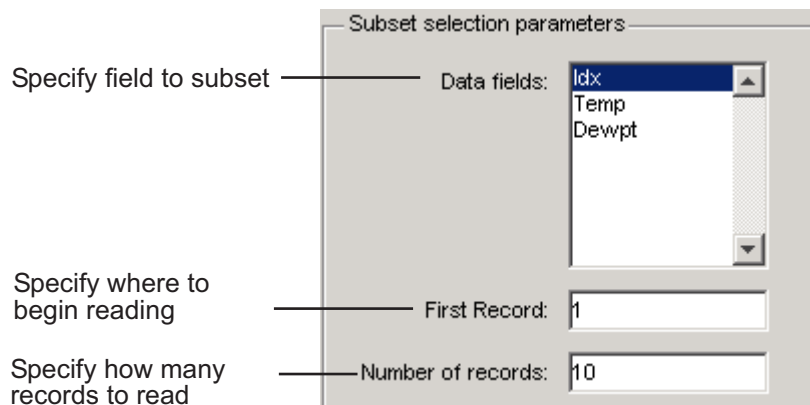 Subset selection parameters
Specify field to subset
Data fields:
Idx
Temp
Dewpt
Specify where to
begin reading
First Record:
1
Specify how many
records to read
Number of records:
10